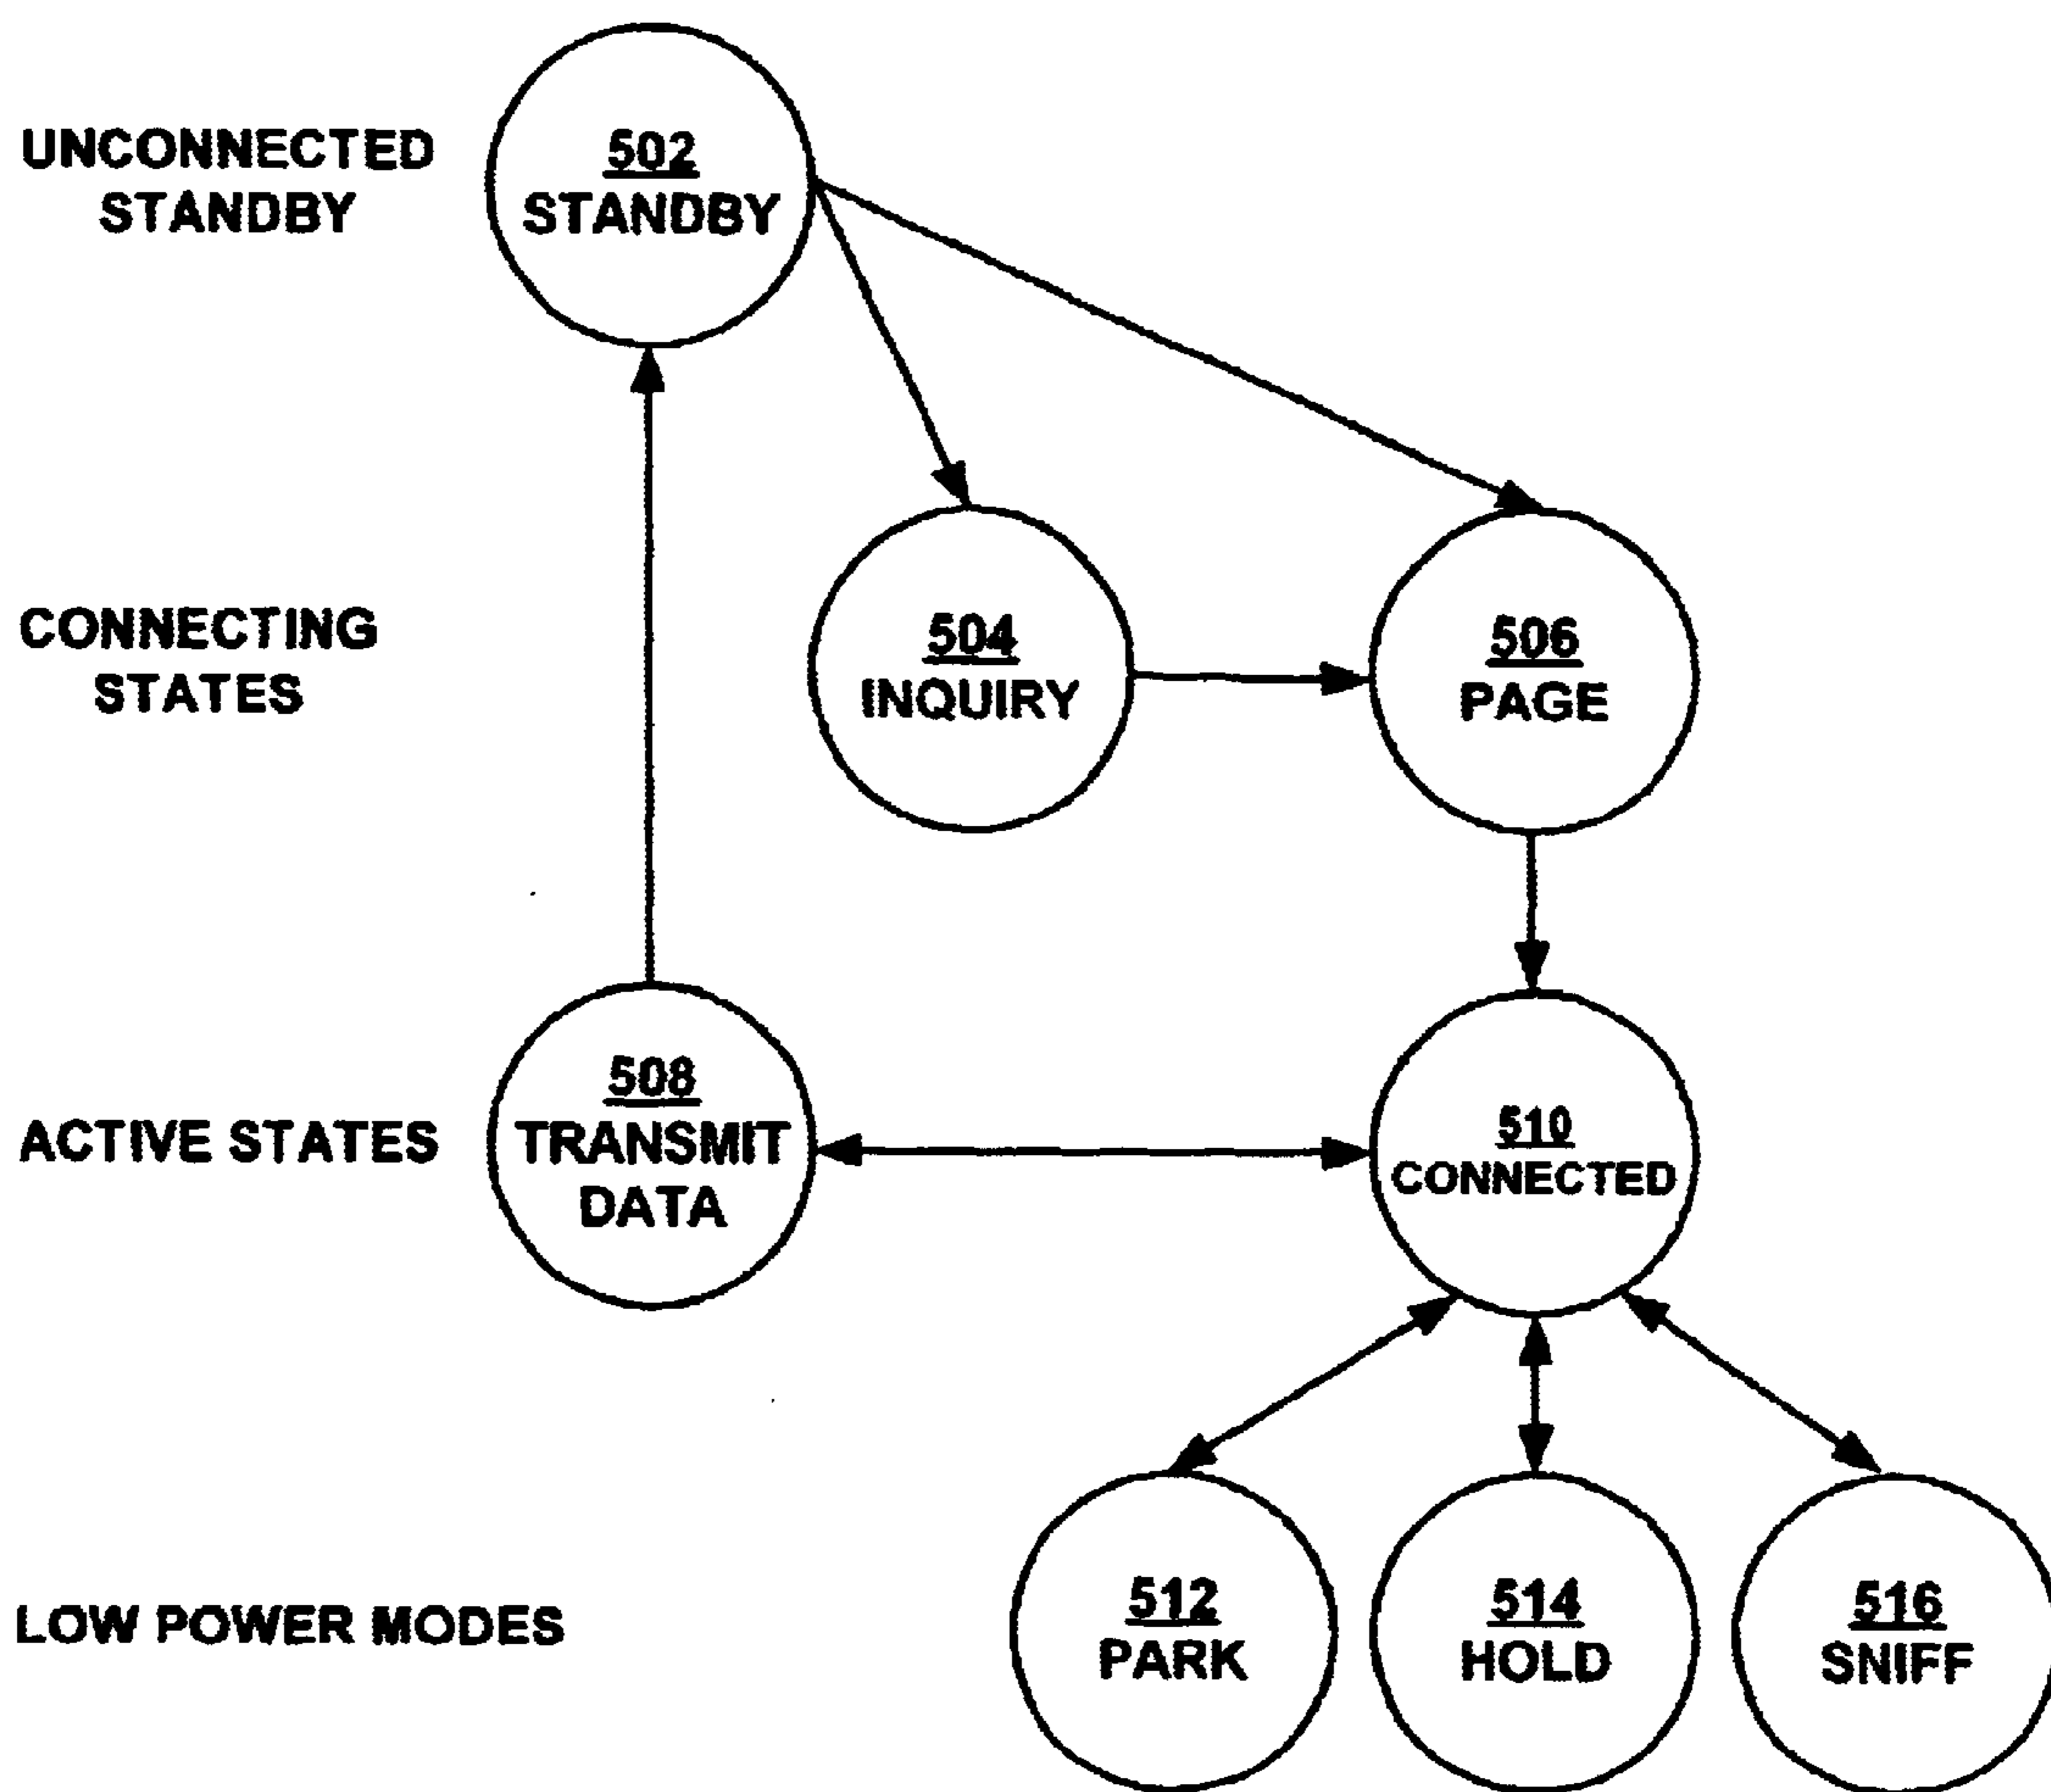 UNCONNECTED
STANDBY
502
STANDBY
CONNECTING
STATES
504
INQUIRY
506
PAGE
ACTIVE STATES
508
TRANSMIT
DATA
510
CONNECTED
LOW POWER MODES
512
PARK
514
HOLD
516
SNIFF